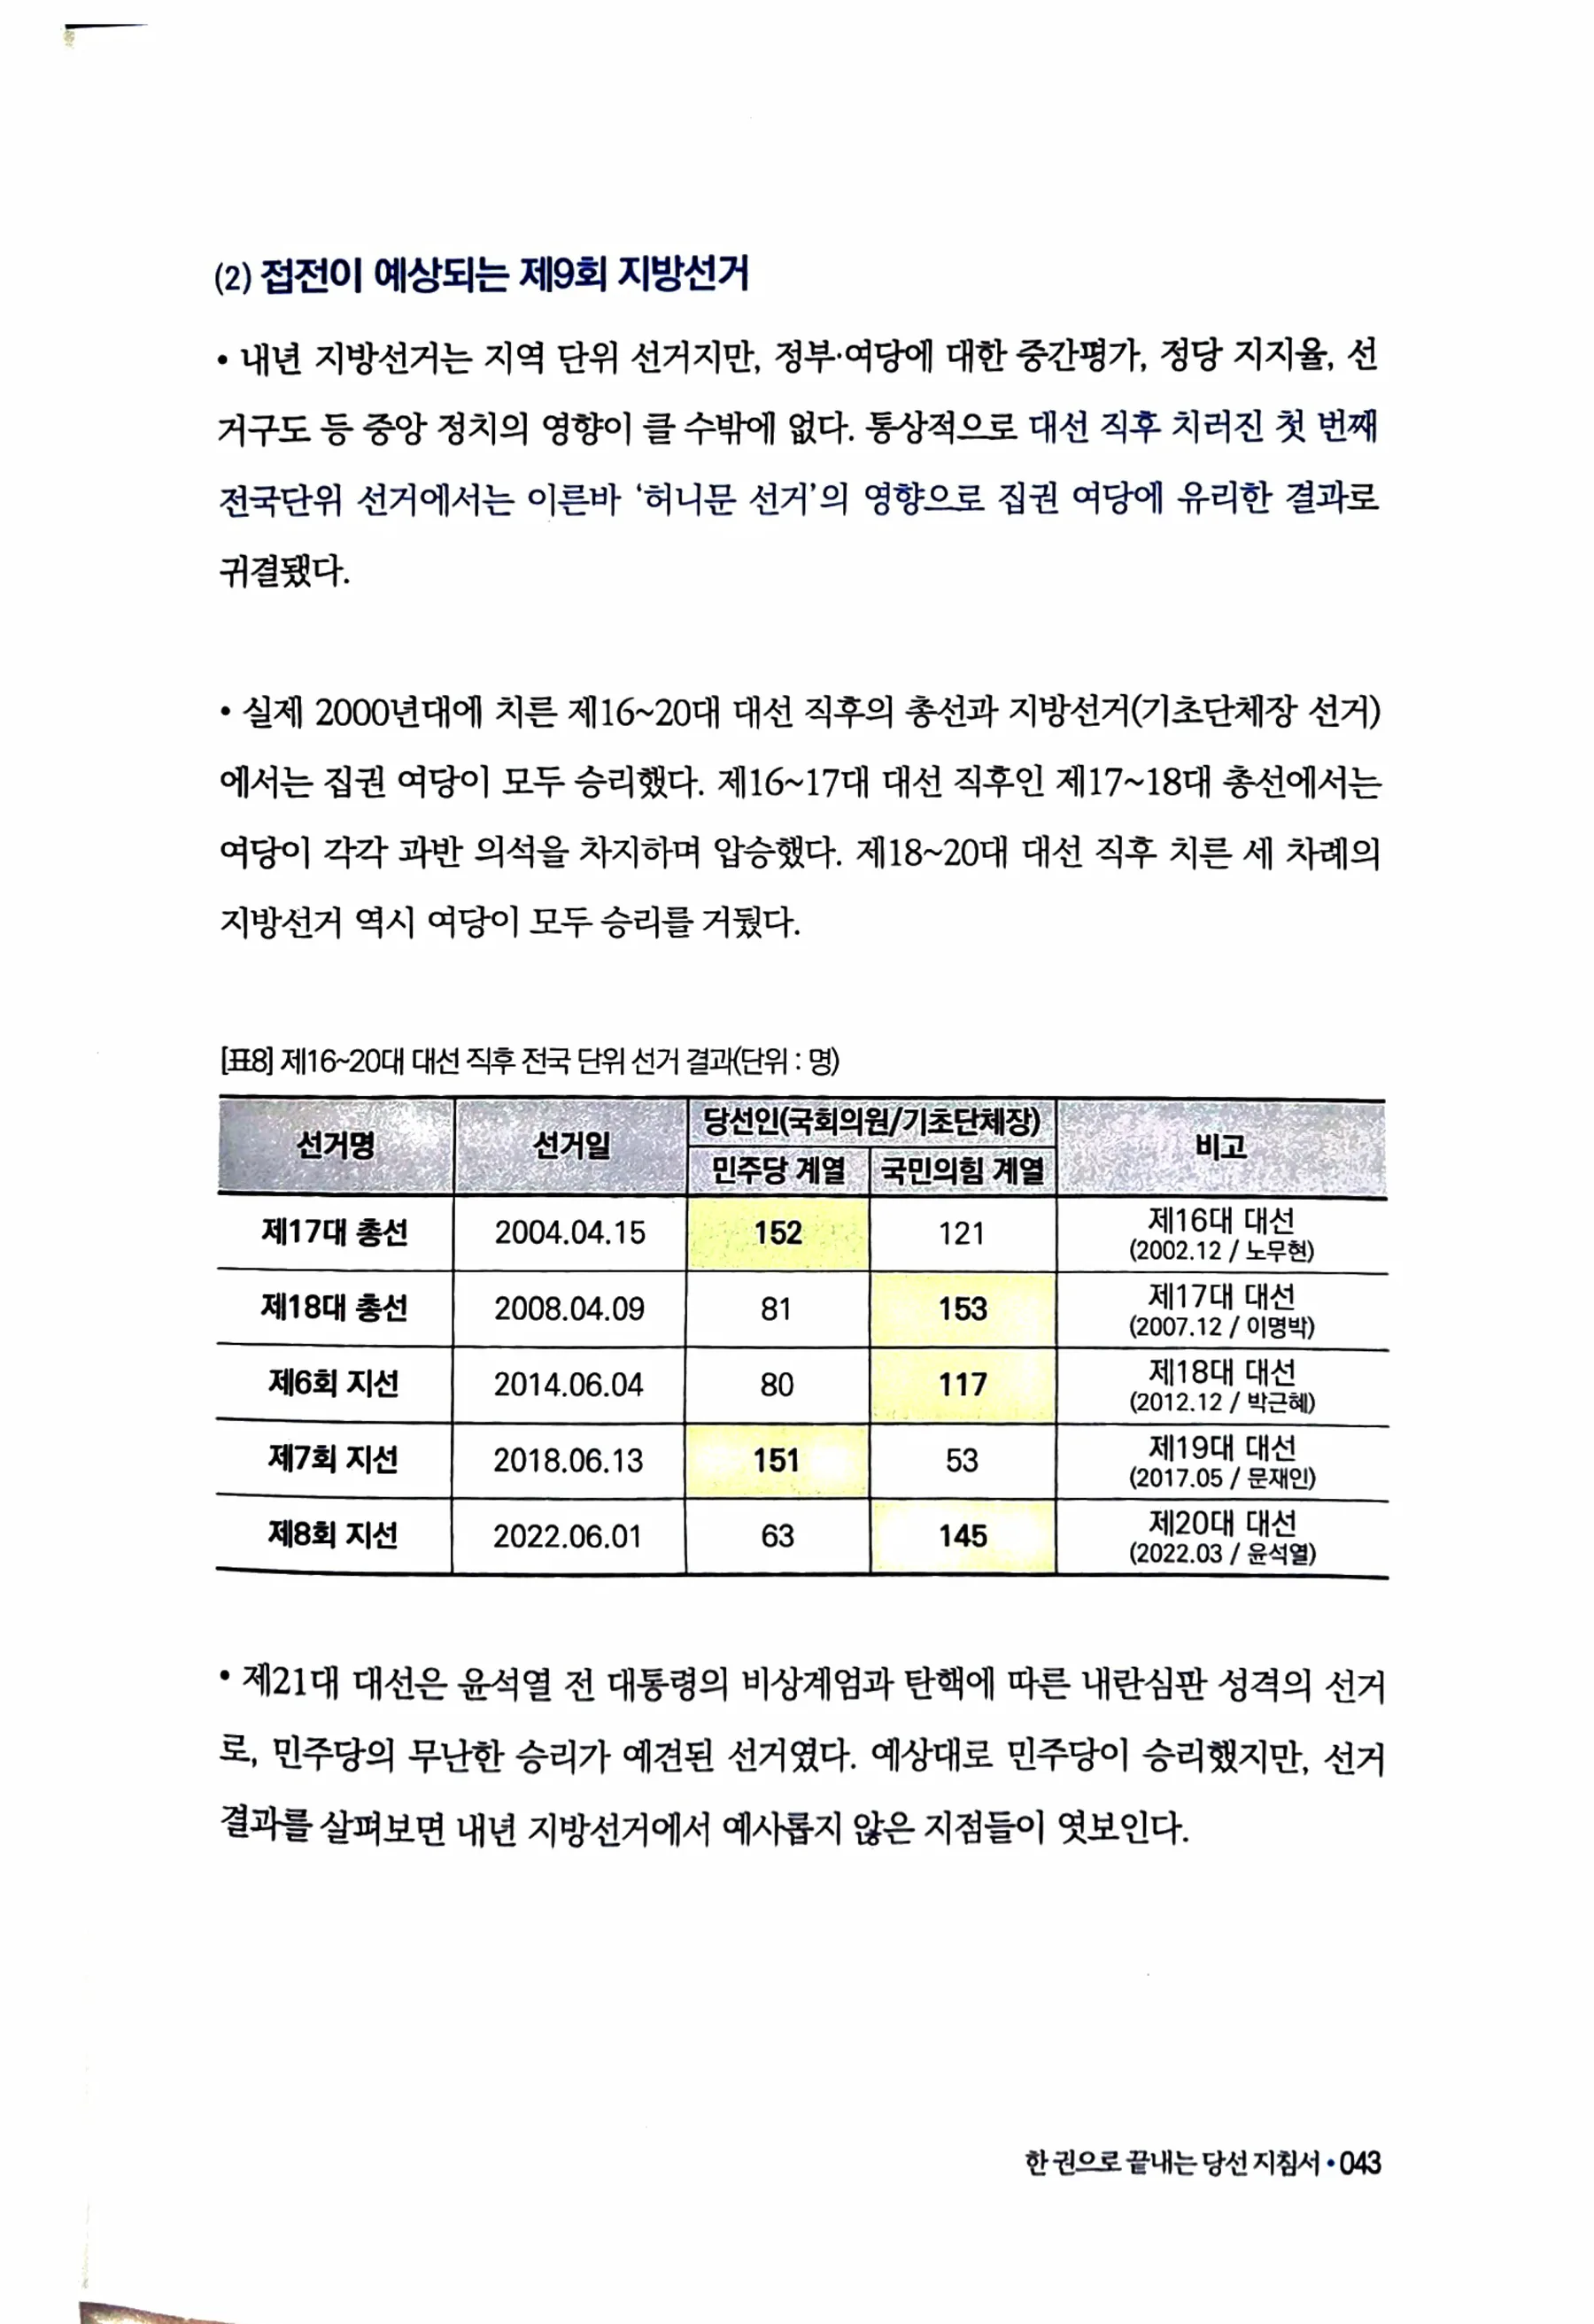 (2) 접전이 예상되는 제9회 지방선거
• 내년 지방선거는 지역 단위 선거지만, 정부·여당에 대한 중간평가, 정당 지지율, 선
거구도 등 중앙 정치의 영향이 클 수밖에 없다. 통상적으로 대선 직후 치러진 첫 번째
전국단위 선거에서는 이른바 ‘허니문 선거’의 영향으로 집권 여당에 유리한 결과로
귀결됐다.
• 실제 2000년대에 치른 제16~20대 대선 직후의 총선과 지방선거(기초단체장 선거)
에서는 집권 여당이 모두 승리했다. 제16~17대 대선 직후인 제17~18대 총선에서는
여당이 각각 과반 의석을 차지하며 압승했다. 제18~20대 대선 직후 치른 세 차례의
지방선거 역시 여당이 모두 승리를 거뒀다.
[표8] 제16~20대 대선 직후 전국 단위 선거 결과(단위 : 명)
선거명 선거일 당선인(국회의원/기초단체장) 비고
민주당 계열 국민의힘 계열
제17대 총선 2004.04.15 152 121 제16대 대선
(2002.12 / 노무현)
제18대 총선 2008.04.09 81 153 제17대 대선
(2007.12 / 이명박)
제6회 지선 2014.06.04 80 117 제18대 대선
(2012.12 / 박근혜)
제7회 지선 2018.06.13 151 53 제19대 대선
(2017.05 / 문재인)
제8회 지선 2022.06.01 63 145 제20대 대선
(2022.03 / 윤석열)
• 제21대 대선은 윤석열 전 대통령의 비상계엄과 탄핵에 따른 내란심판 성격의 선거
로, 민주당의 무난한 승리가 예견된 선거였다. 예상대로 민주당이 승리했지만, 선거
결과를 살펴보면 내년 지방선거에서 예사롭지 않은 지점들이 엿보인다.
한 권으로 끝내는 당선 지침서 • 043